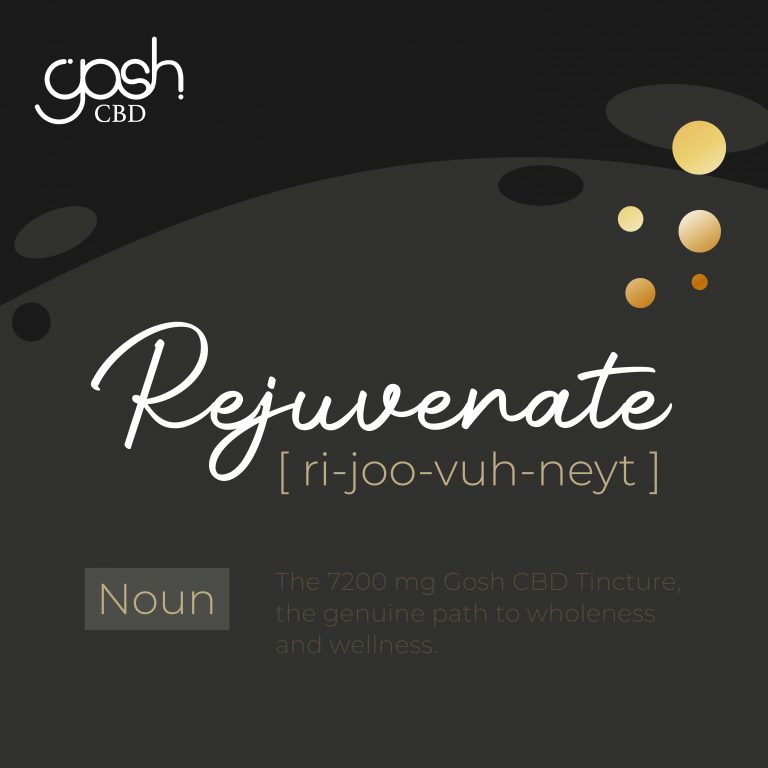 gosh
CBD
Rejuvenate
[ ri-joo-vuh-neyt ]
Noun
The 7200 mg Gosh CBD Tincture,
the genuine path to wholeness
and wellness.